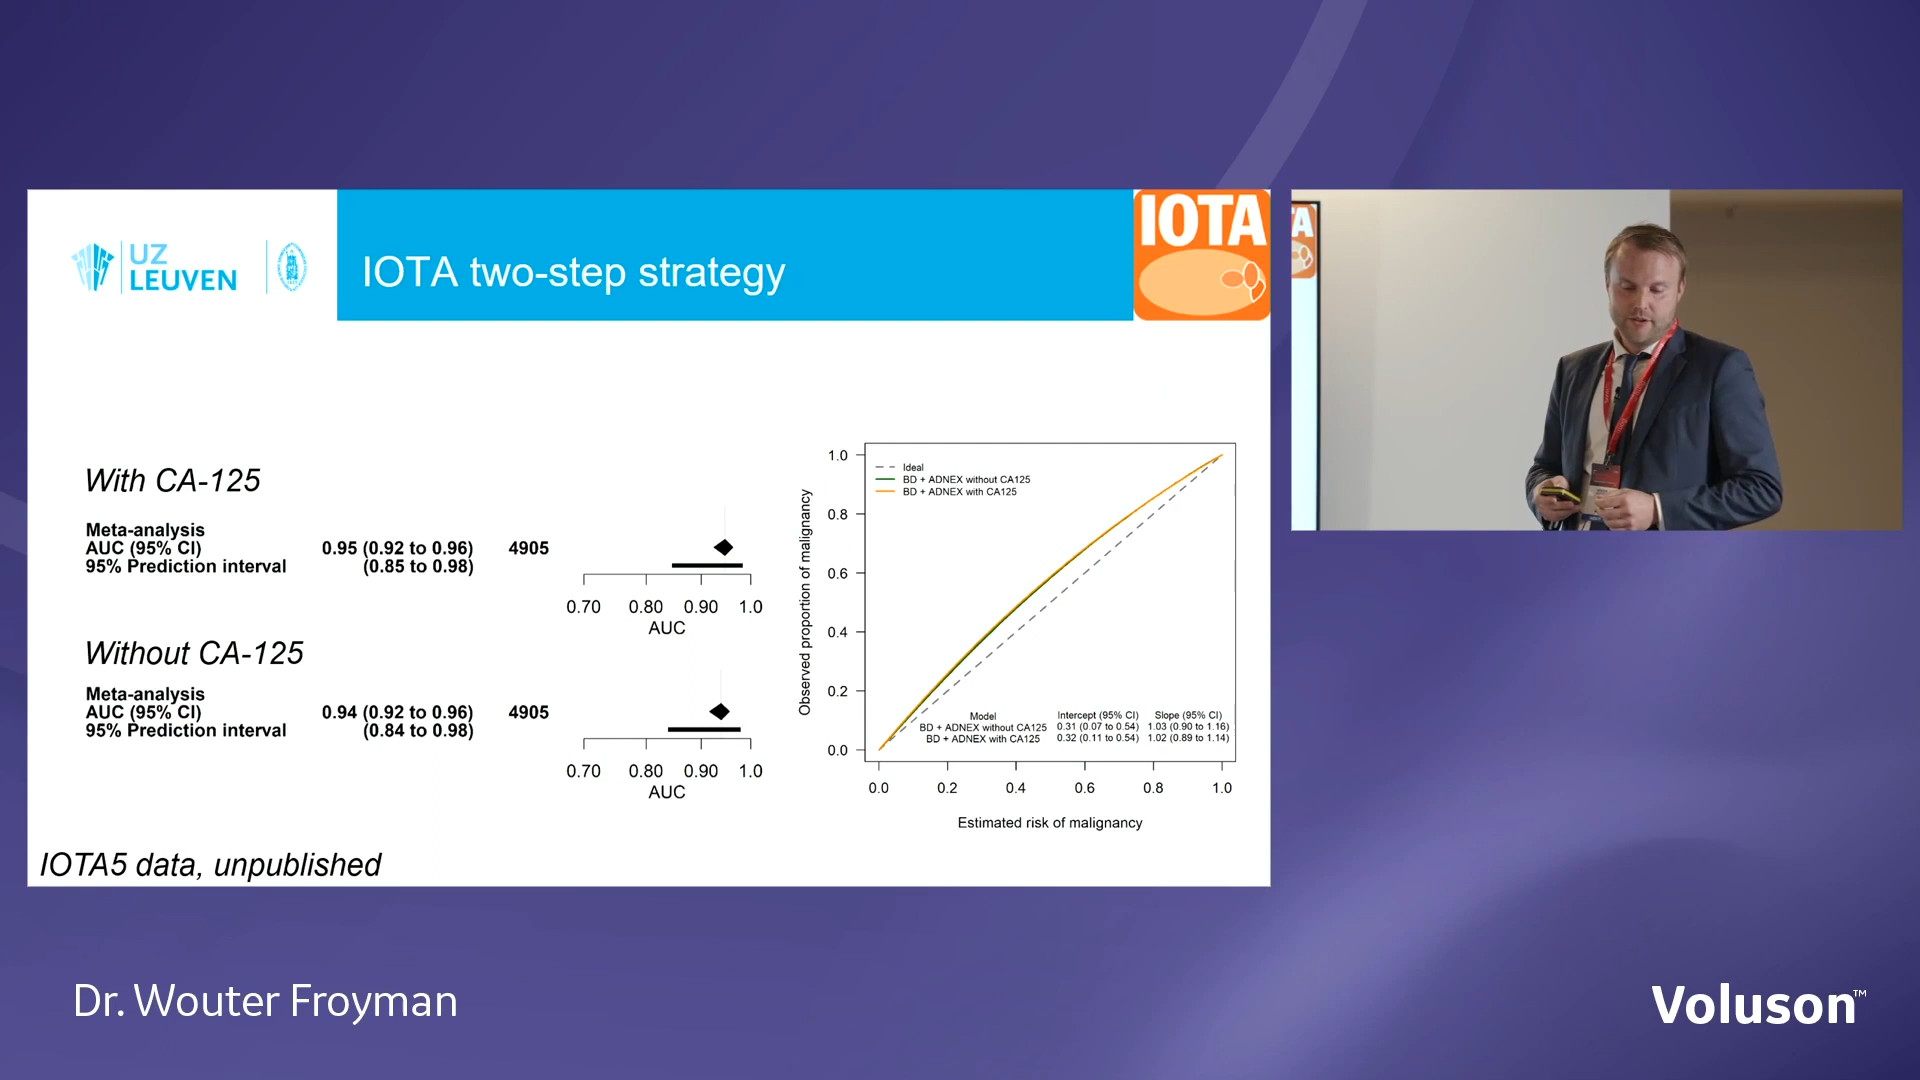 UZ
LEUVEN
IOTA two-step strategy
IOTA
TA
With CA-125
Meta-analysis
AUC (95% CI) 0.95 (0.92 to 0.96) 4905
95% Prediction interval (0.85 to 0.98)
0.70 0.80 0.90 1.0
AUC
Without CA-125
Meta-analysis
AUC (95% CI) 0.94 (0.92 to 0.96) 4905
95% Prediction interval (0.84 to 0.98)
0.70 0.80 0.90 1.0
AUC
Ideal
BD + ADNEX without CA125
BD + ADNEX with CA125
Observed proportion of malignancy
1.0
0.8
0.6
0.4
0.2
0.0
Model Intercept (95% CI) Slope (95% CI)
BD + ADNEX without CA125 0.31 (0.07 to 0.54) 1.03 (0.90 to 1.16)
BD + ADNEX with CA125 0.32 (0.11 to 0.54) 1.02 (0.89 to 1.14)
0.0 0.2 0.4 0.6 0.8 1.0
Estimated risk of malignancy
IOTA5 data, unpublished
Dr. Wouter Froyman
Voluson™